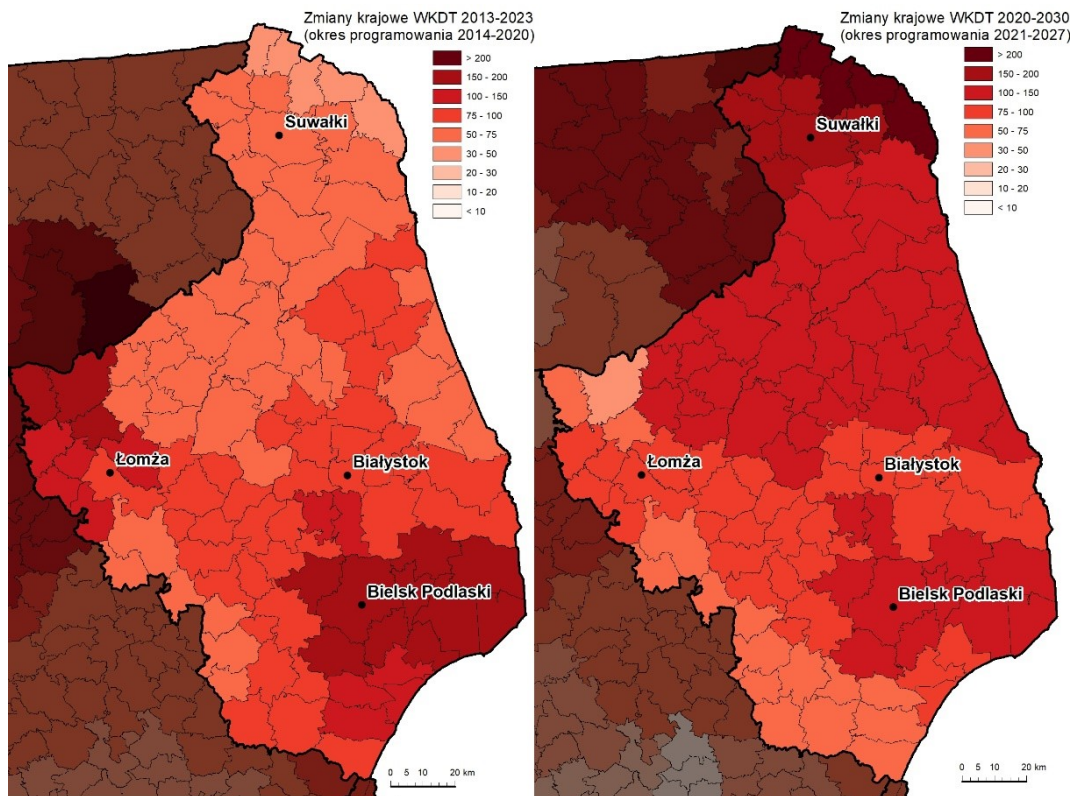 Zmiany krajowe WKDT 2013-2023
(okres programowania 2014-2020)
> 200
150 - 200
100 - 150
75 - 100
50 - 75
30 - 50
20 - 30
10 - 20
< 10
Suwałki
Łomża
Białystok
Bielsk Podlaski
0 5 10 20 km
Zmiany krajowe WKDT 2020-2030
(okres programowania 2021-2027)
> 200
150 - 200
100 - 150
75 - 100
50 - 75
30 - 50
20 - 30
10 - 20
< 10
Suwałki
Łomża
Białystok
Bielsk Podlaski
0 5 10 20 km